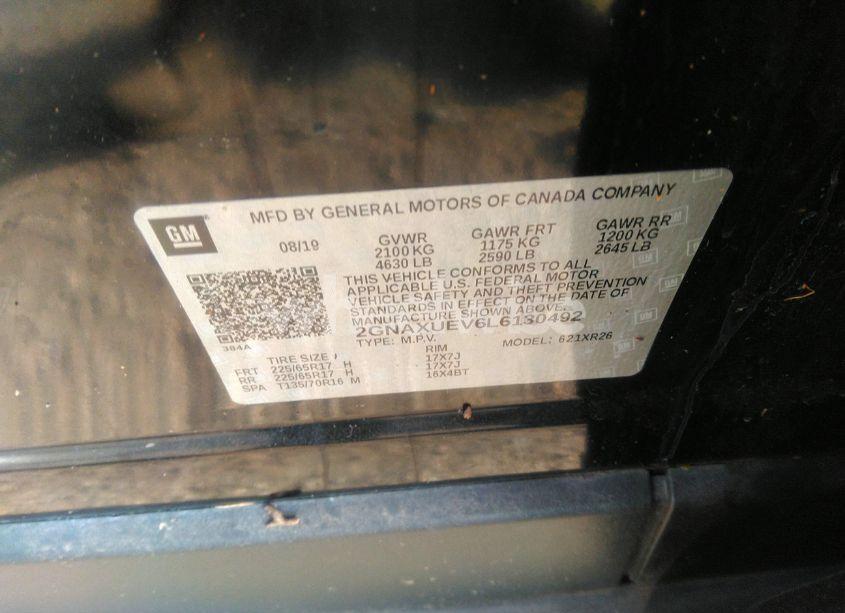 GM
MFD BY GENERAL MOTORS OF CANADA COMPANY
08/19 GVWR GAWR FRT GAWR RR
2100 KG 1175 KG 1200 KG
4630 LB 2590 LB 2645 LB
THIS VEHICLE CONFORMS TO ALL
APPLICABLE U.S. FEDERAL MOTOR
VEHICLE SAFETY AND THEFT PREVENTION
STANDARDS IN EFFECT ON THE DATE OF
MANUFACTURE SHOWN ABOVE.
2GNAXUEV6L6130492
TYPE: M.P.V. MODEL: 621XR26
384A
TIRE SIZE RIM
FRT 225/65R17 H 17X7J
RR 225/65R17 H 17X7J
SPA T135/70R16 M 16X4BT